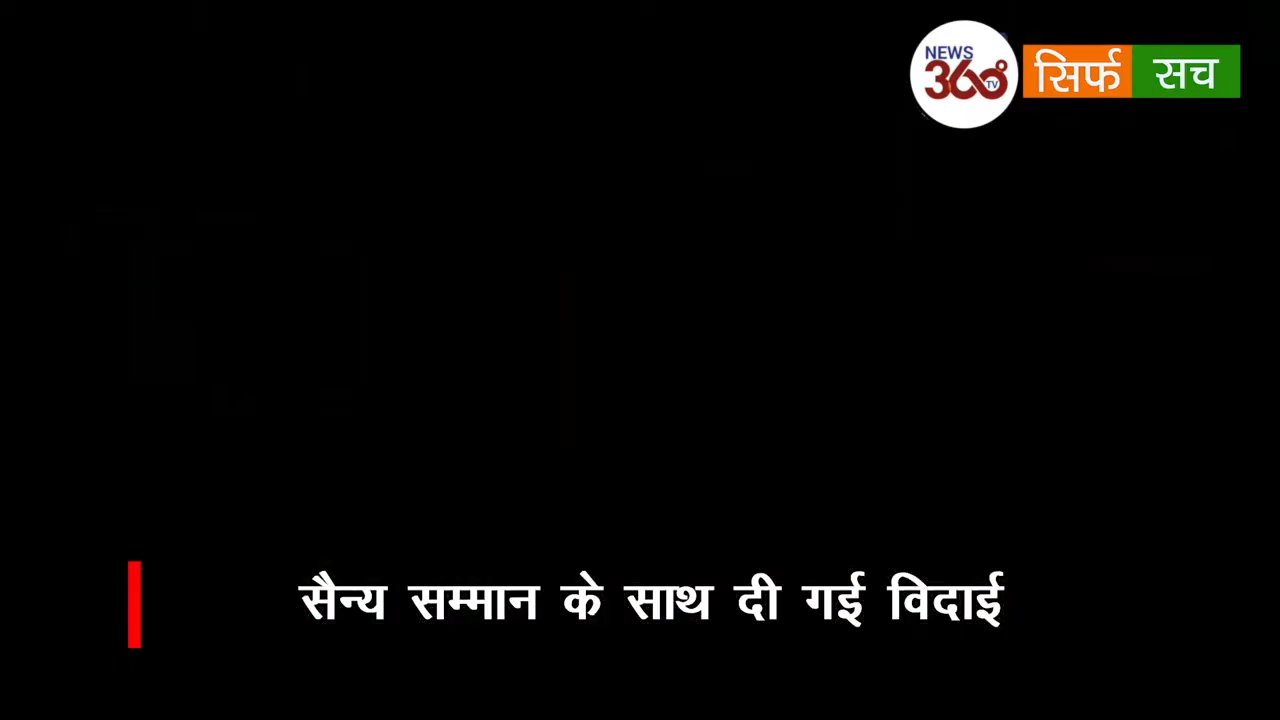 NEWS
360°
TV
सिर्फ सच
सैन्य सम्मान के साथ दी गई विदाई